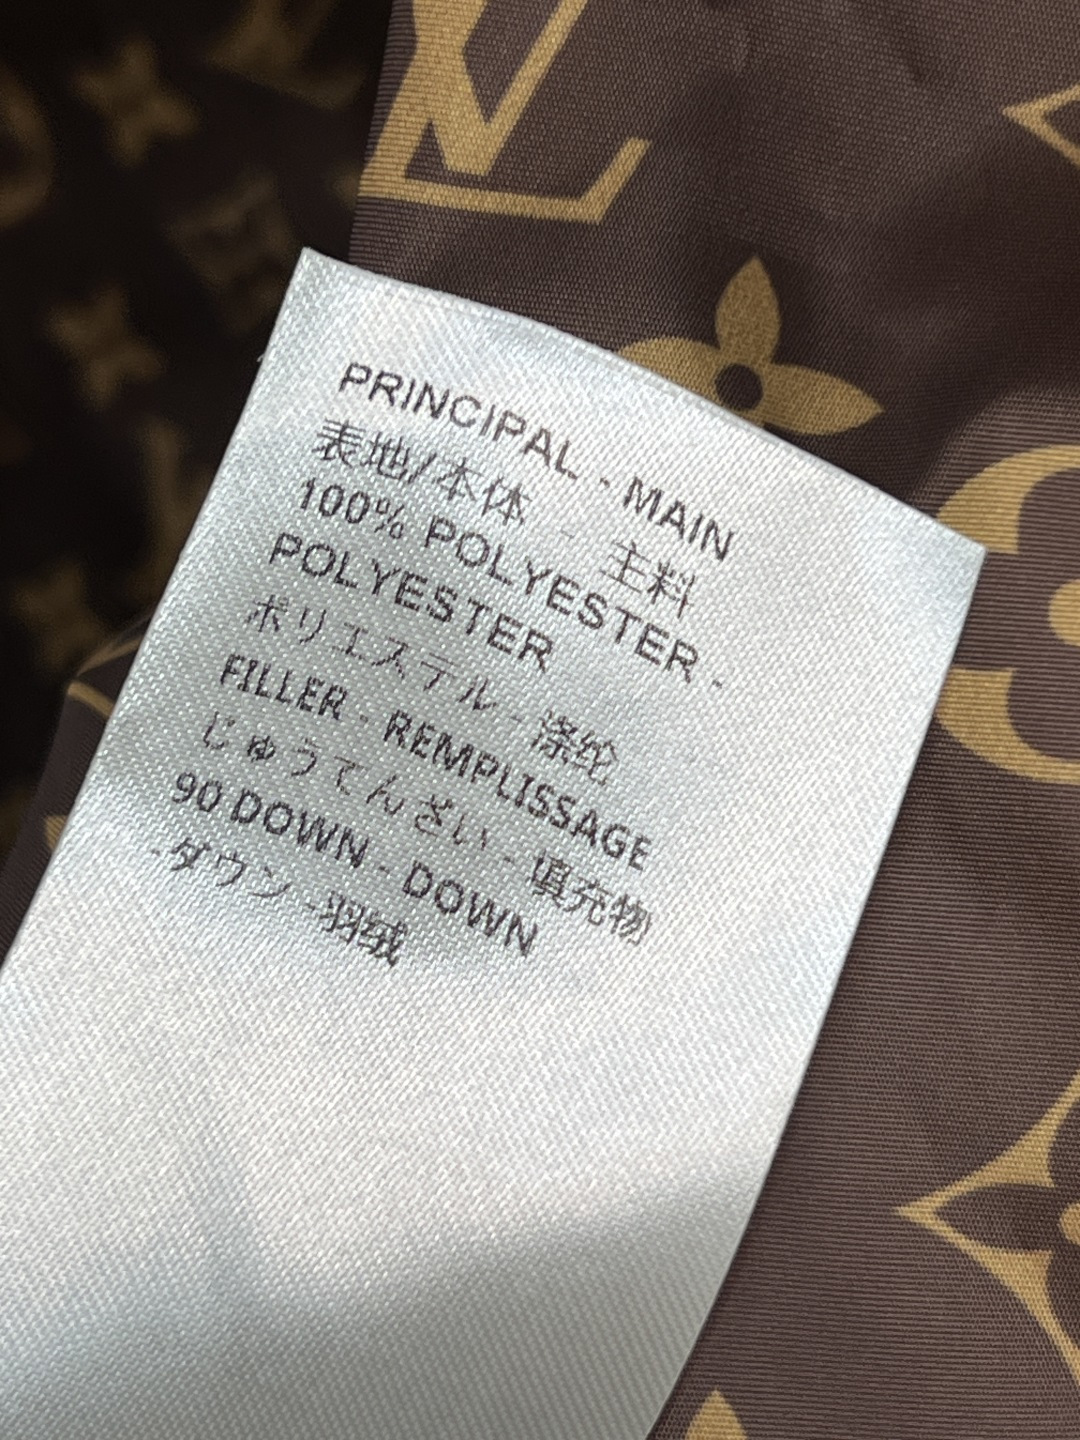 LV
PRINCIPAL - MAIN
表地/本体 - 主料
100% POLYESTER -
POLYESTER
ポリエステル - 涤纶
FILLER - REMPLISSAGE
じゅうてんざい - 填充物
90 DOWN - DOWN
-ダウン -羽绒